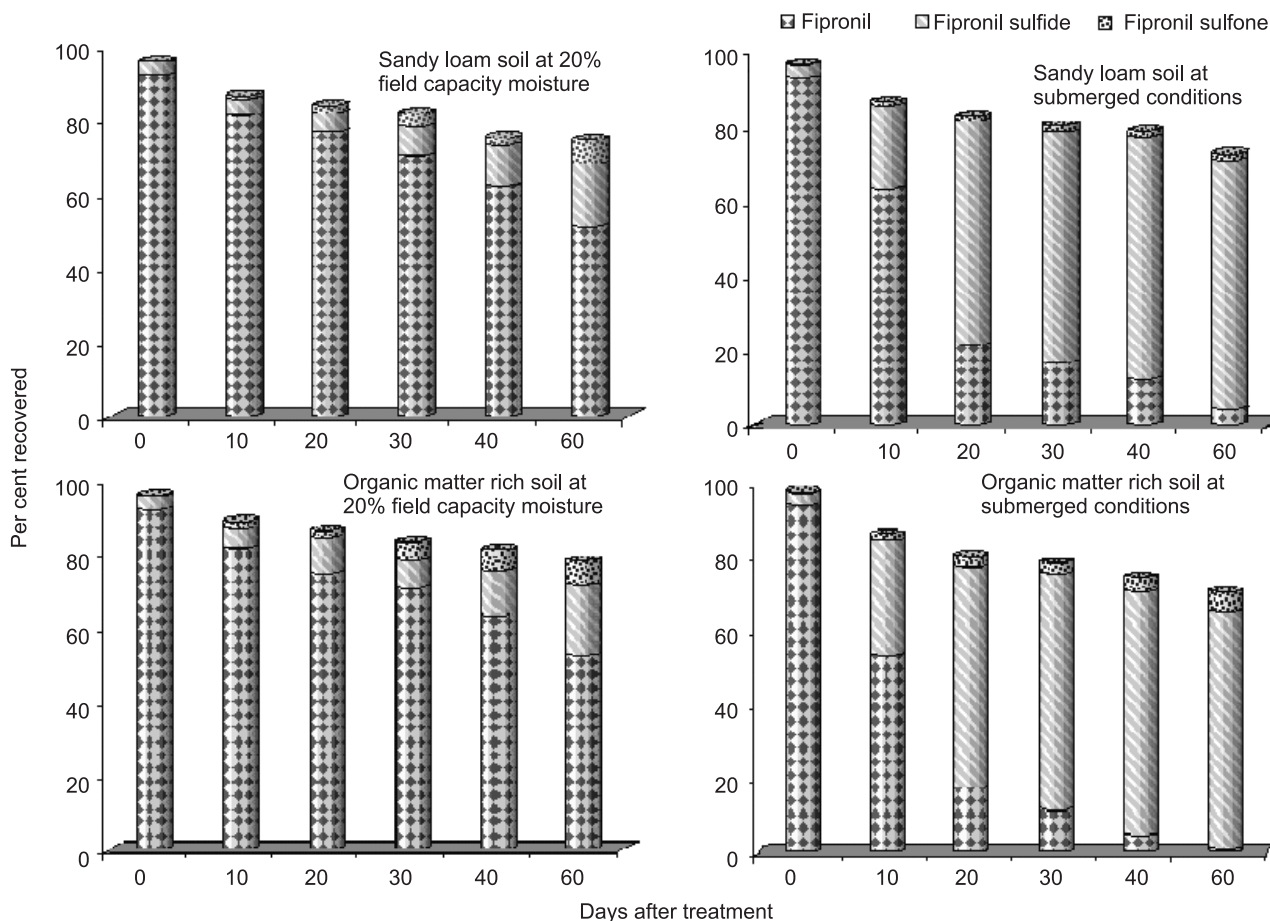 Fipronil Fipronil sulfide Fipronil sulfone
Sandy loam soil at 20%
field capacity moisture
100
80
60
40
20
0
0 10 20 30 40 60
Sandy loam soil at
submerged conditions
100
80
60
40
20
0
0 10 20 30 40 60
Per cent recovered
Organic matter rich soil at
20% field capacity moisture
100
80
60
40
20
0
0 10 20 30 40 60
Organic matter rich soil at
submerged conditions
100
80
60
40
20
0
0 10 20 30 40 60
Days after treatment